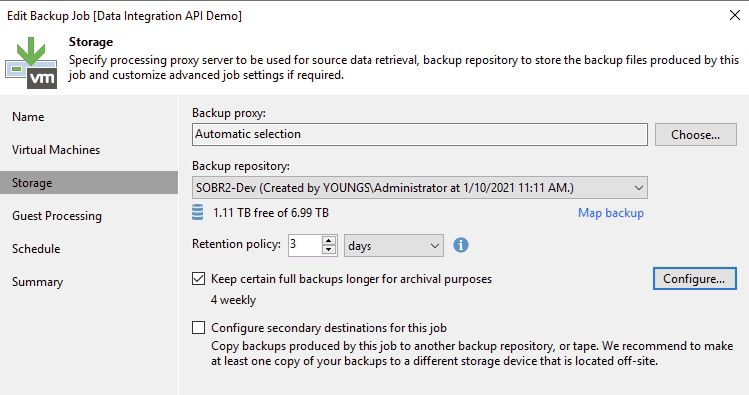 Edit Backup Job [Data Integration API Demo]
Storage
Specify processing proxy server to be used for source data retrieval, backup repository to store the backup files produced by this
job and customize advanced job settings if required.
vm
Name
Virtual Machines
Storage
Guest Processing
Schedule
Summary
Backup proxy:
Automatic selection
Choose...
Backup repository:
SOBR2-Dev (Created by YOUNGS\Administrator at 1/10/2021 11:11 AM.)
1.11 TB free of 6.99 TB
Map backup
Retention policy: 3 days
Keep certain full backups longer for archival purposes
Configure...
4 weekly
Configure secondary destinations for this job
Copy backups produced by this job to another backup repository, or tape. We recommend to make
at least one copy of your backups to a different storage device that is located off-site.